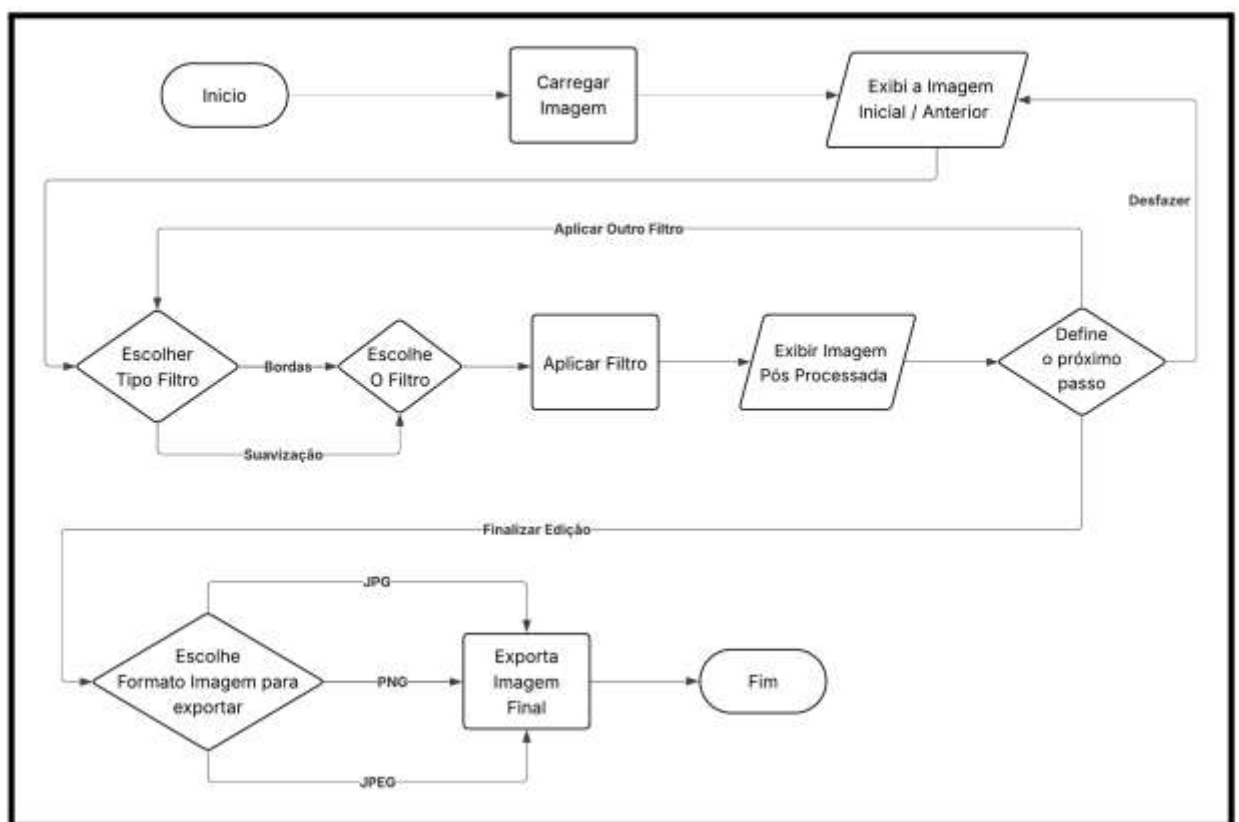 Inicio
Carregar
Imagem
Exibi a Imagem
Inicial / Anterior
Desfazer
Aplicar Outro Filtro
Escolher
Tipo Filtro
Bordas
Escolhe
O Filtro
Aplicar Filtro
Exibir Imagem
Pós Processada
Define
o próximo
passo
Suavização
Finalizar Edição
JPG
Escolhe
Formato Imagem para
exportar
PNG
Exporta
Imagem
Final
Fim
JPEG